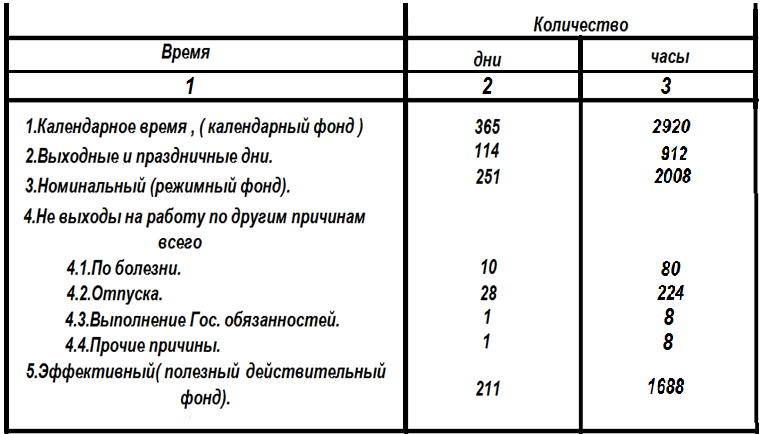 Количество
Время дни часы
1 2 3
1.Календарное время , ( календарный фонд ) 365 2920
2.Выходные и праздничные дни. 114 912
3.Номинальный (режимный фонд). 251 2008
4.Не выходы на работу по другим причинам
всего
4.1.По болезни. 10 80
4.2.Отпуска. 28 224
4.3.Выполнение Гос. обязанностей. 1 8
4.4.Прочие причины. 1 8
5.Эффективный( полезный действительный
фонд). 211 1688